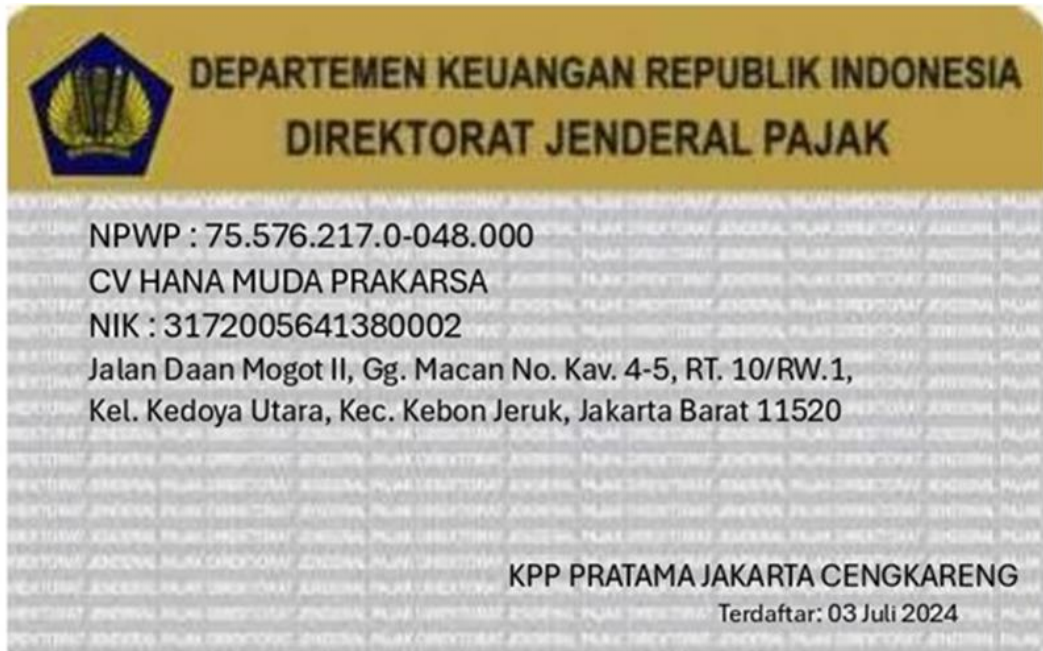 DEPARTEMEN KEUANGAN REPUBLIK INDONESIA
DIREKTORAT JENDERAL PAJAK
NPWP : 75.576.217.0-048.000
CV HANA MUDA PRAKARSA
NIK : 3172005641380002
Jalan Daan Mogot II, Gg. Macan No. Kav. 4-5, RT. 10/RW.1,
Kel. Kedoya Utara, Kec. Kebon Jeruk, Jakarta Barat 11520
KPP PRATAMA JAKARTA CENGKARENG
Terdaftar: 03 Juli 2024